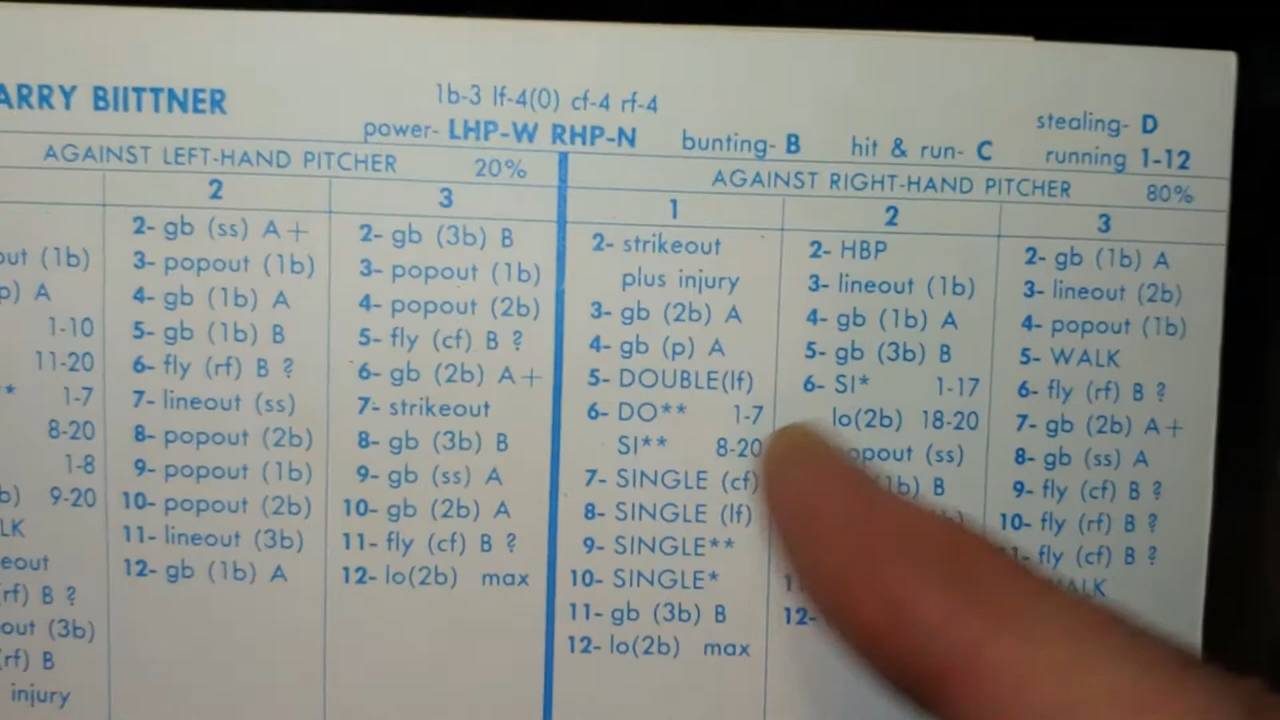 ARRY BIITTNER
1b-3 lf-4(0) cf-4 rf-4
power- LHP-W RHP-N bunting- B hit & run- C
stealing- D
running 1-12
AGAINST LEFT-HAND PITCHER 20%
out (1b)
p) A
1-10
11-20
** 1-7
8-20
1-8
b) 9-20
LK
eout
(rf) B ?
out (3b)
(rf) B
injury
2
2- gb (ss) A+
3- popout (1b)
4- gb (1b) A
5- gb (1b) B
6- fly (rf) B ?
7- lineout (ss)
8- popout (2b)
9- popout (1b)
10- popout (2b)
11- lineout (3b)
12- gb (1b) A
3
2- gb (3b) B
3- popout (1b)
4- popout (2b)
5- fly (cf) B ?
6- gb (2b) A+
7- strikeout
8- gb (3b) B
9- gb (ss) A
10- gb (2b) A
11- fly (cf) B ?
12- lo(2b) max
AGAINST RIGHT-HAND PITCHER 80%
1
2- strikeout
plus injury
3- gb (2b) A
4- gb (p) A
5- DOUBLE(lf)
6- DO** 1-7
SI** 8-20
7- SINGLE (cf)
8- SINGLE (lf)
9- SINGLE**
10- SINGLE*
11- gb (3b) B
12- lo(2b) max
2
2- HBP
3- lineout (1b)
4- gb (1b) A
5- gb (3b) B
6- SI* 1-17
lo(2b) 18-20
opout (ss)
(1b) B
12-
3
2- gb (1b) A
3- lineout (2b)
4- popout (1b)
5- WALK
6- fly (rf) B ?
7- gb (2b) A+
8- gb (ss) A
9- fly (cf) B ?
10- fly (rf) B ?
11- fly (cf) B ?
WALK